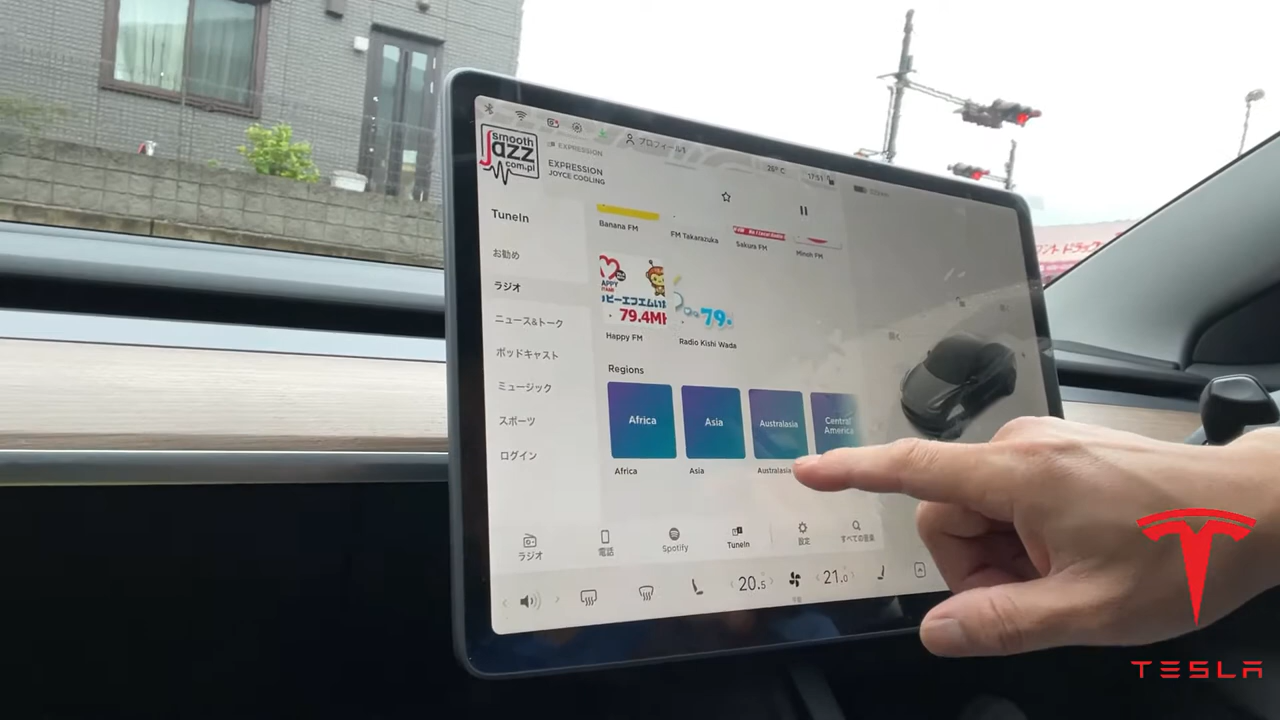 プロフィール1
26° C
17:51
smooth
jazz
.com.pl
EXPRESSION
EXPRESSION
JOYCE COOLING
TuneIn
お勧め
ラジオ
ニュース&トーク
ポッドキャスト
ミュージック
スポーツ
ログイン
Banana FM
FM Takarazuka
Sakura FM
Minoh FM
79.4MH
Happy FM
79.
Radio Kishi Wada
Regions
Africa
Asia
Australasia
Central
America
Africa
Asia
Australasia
ラジオ
電話
Spotify
TuneIn
設定
すべての音楽
20.5
21.0
TESLA